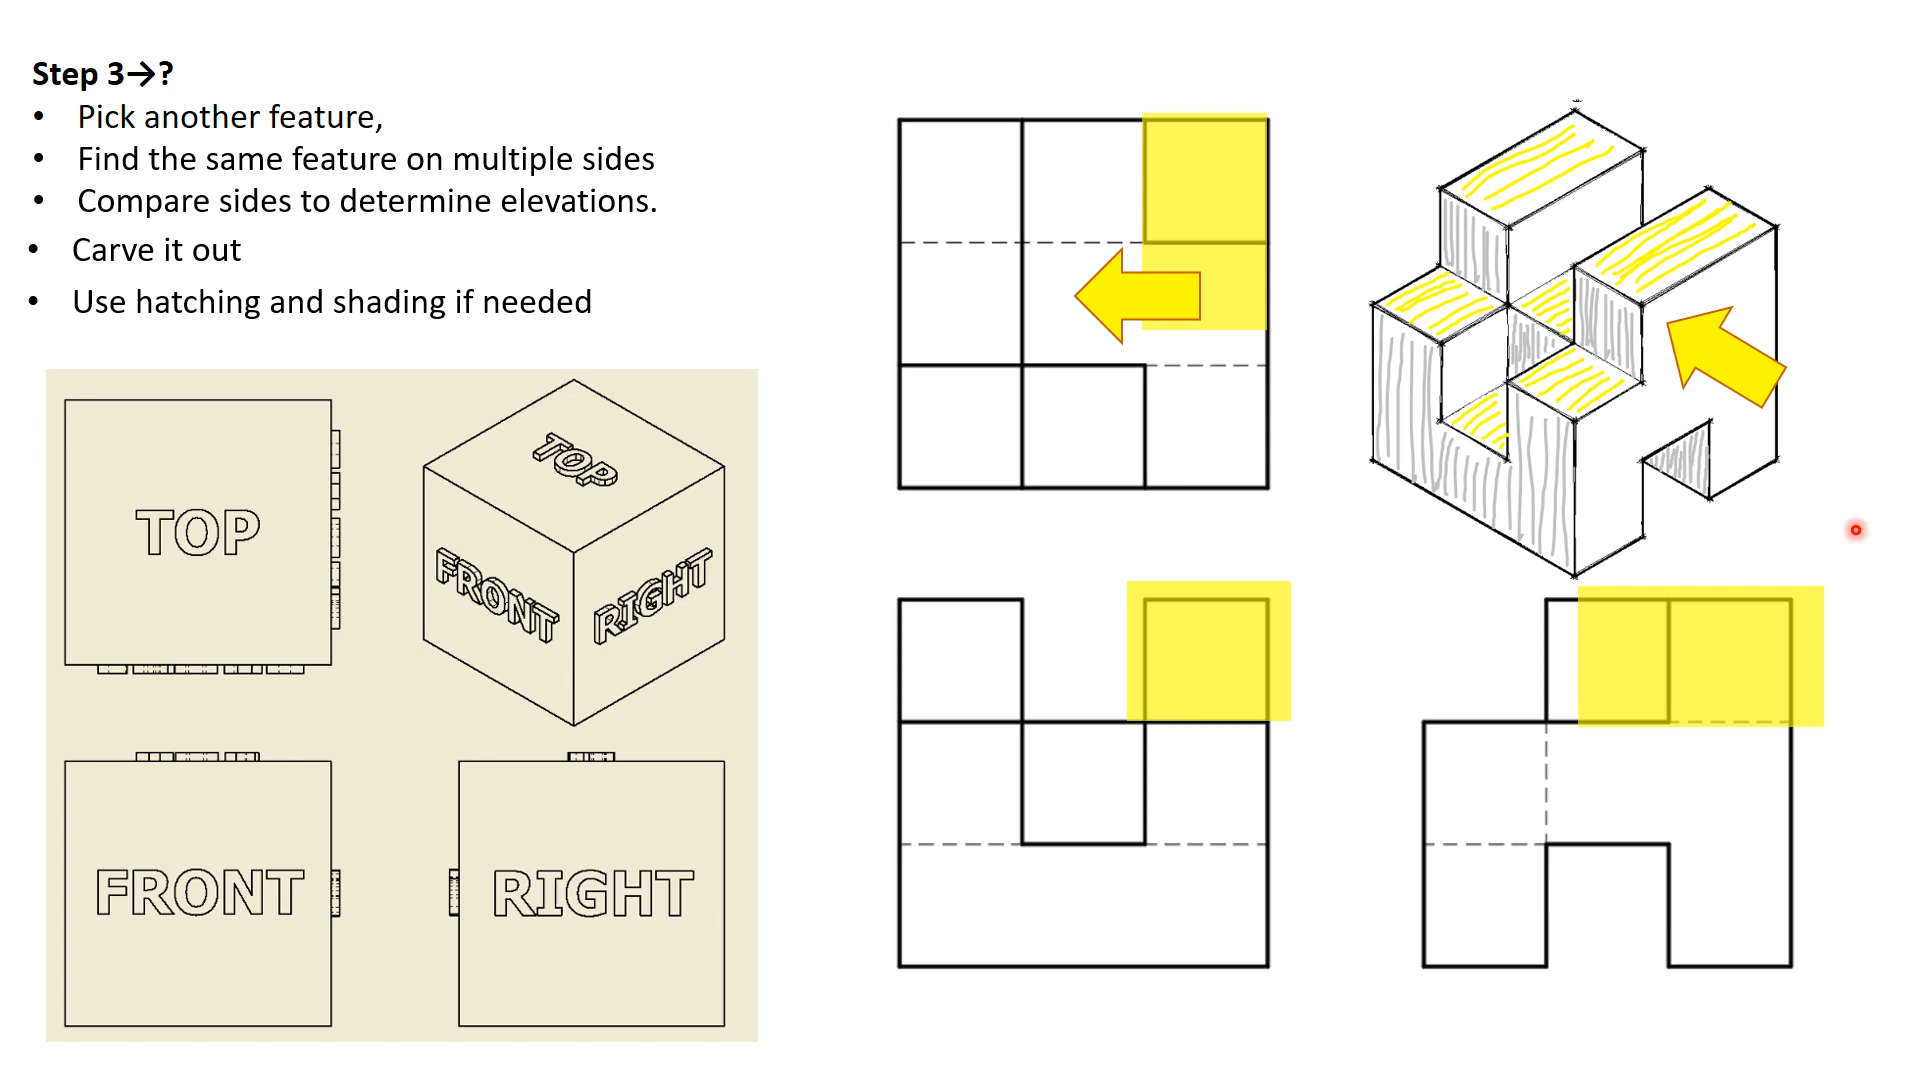 Step 3→?
• Pick another feature,
• Find the same feature on multiple sides
• Compare sides to determine elevations.
• Carve it out
• Use hatching and shading if needed
TOP
TOP
FRONT
RIGHT
FRONT
RIGHT